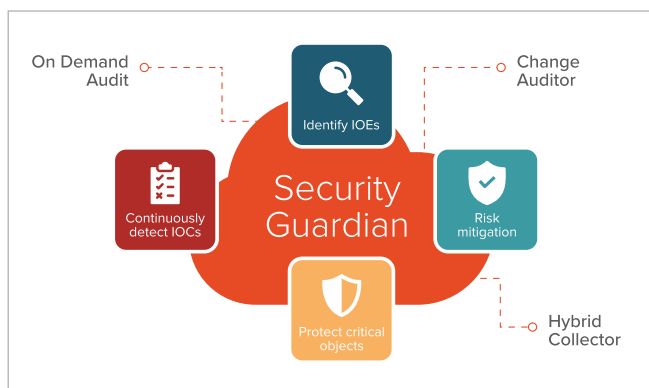 On Demand
Audit
Change
Auditor
Identify IOEs
Security
Guardian
Continuously
detect IOCs
Risk
mitigation
Protect critical
objects
Hybrid
Collector